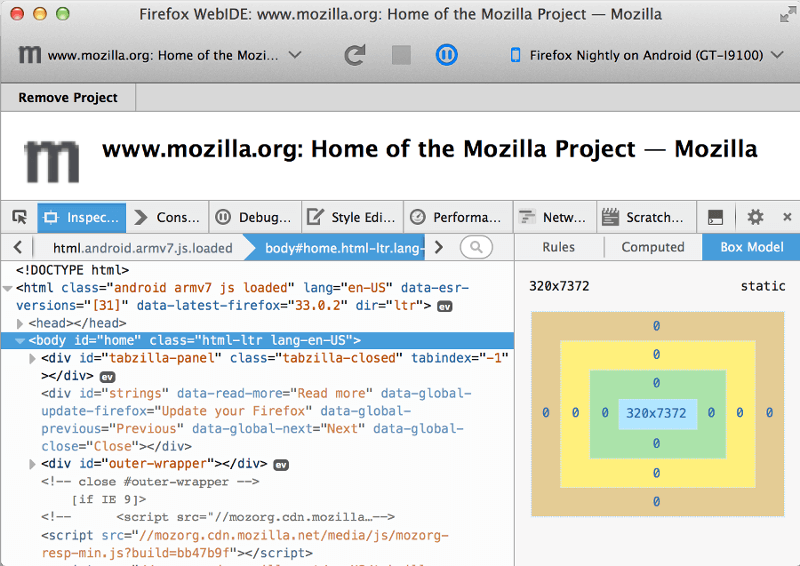 Firefox WebIDE: www.mozilla.org: Home of the Mozilla Project — Mozilla
m www.mozilla.org: Home of the Mozi... Firefox Nightly on Android (GT-I9100)
Remove Project
m www.mozilla.org: Home of the Mozilla Project — Mozilla
Inspec... Cons... Debug... Style Edi... Performa... Netw... Scratch...
html.android.armv7.js.loaded body#home.html-ltr.lang- Rules Computed Box Model
<!DOCTYPE html>
<html class="android armv7 js loaded" lang="en-US" data-esr-
versions="[31]" data-latest-firefox="33.0.2" dir="ltr"> ev
<head></head>
<body id="home" class="html-ltr lang-en-US">
<div id="tabzilla-panel" class="tabzilla-closed" tabindex="-1"
></div> ev
<div id="strings" data-read-more="Read more" data-global-
update-firefox="Update your Firefox" data-global-
previous="Previous" data-global-next="Next" data-global-
close="Close"></div>
<div id="outer-wrapper"></div> ev
<!-- close #outer-wrapper -->
[if IE 9]>
<!-- <script src="//mozorg.cdn.mozilla…-->
<script src="//mozorg.cdn.mozilla.net/media/js/mozorg-
resp-min.js?build=bb47b9f"></script>
320x7372 static
0
0
0
0 0 0 320x7372 0 0 0
0
0
0